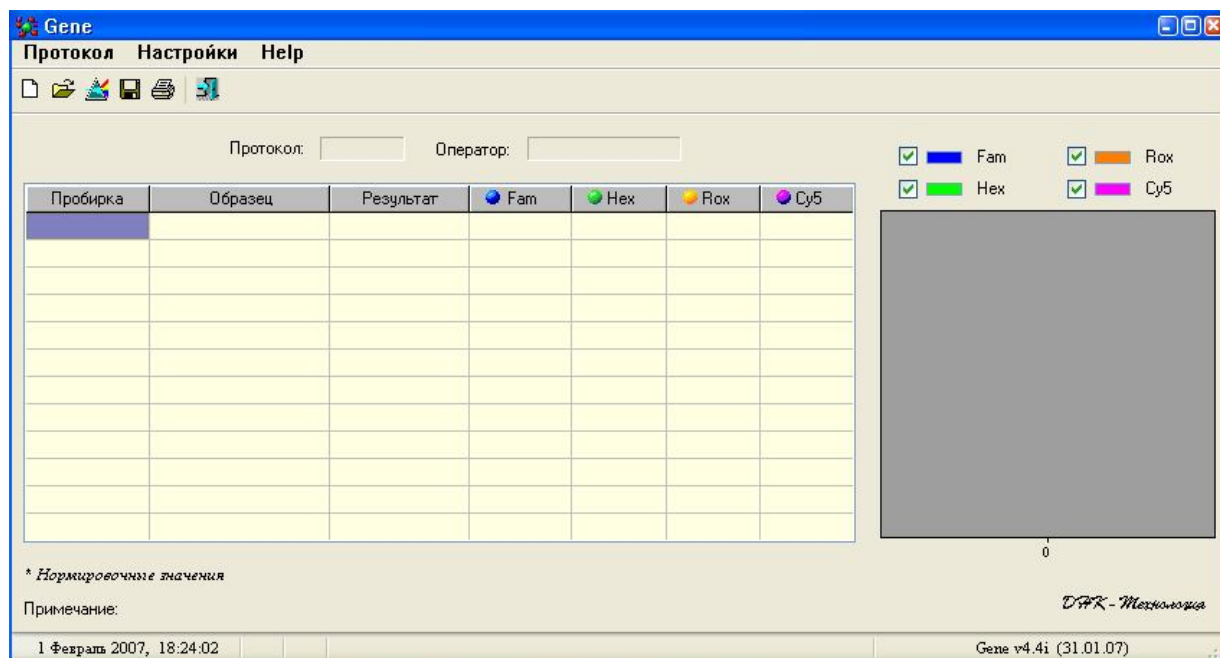 Gene
Протокол Настройки Help
Протокол: Оператор:
Fam Rox
Hex Cy5
Пробирка Образец Результат Fam Hex Rox Cy5
0
* Нормировочные значения
Примечание:
ДНК - Технология
1 Февраль 2007, 18:24:02
Gene v4.4i (31.01.07)